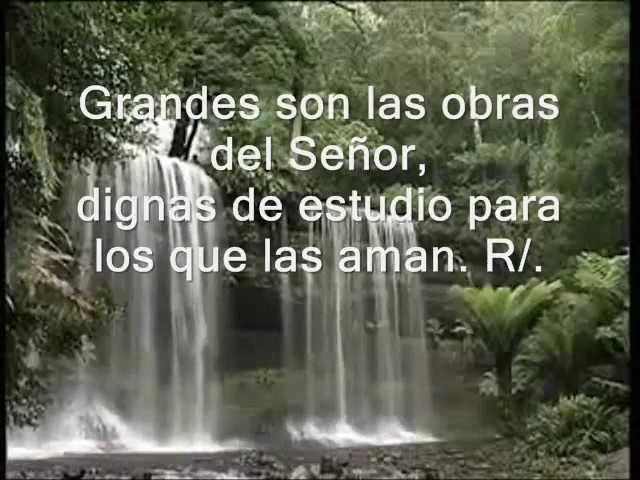 Grandes son las obras
del Señor,
dignas de estudio para
los que las aman. R/.